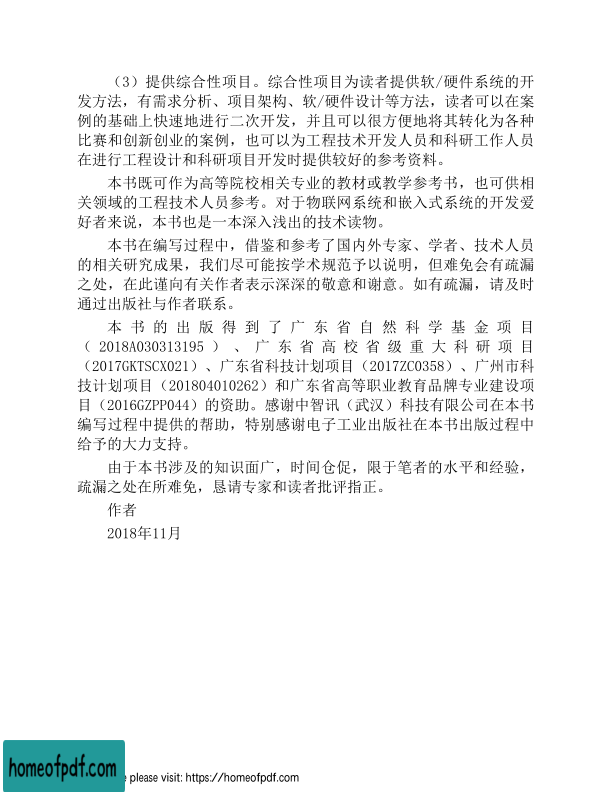 （3）提供综合性项目。综合性项目为读者提供软/硬件系统的开
发方法，有需求分析、项目架构、软/硬件设计等方法，读者可以在案
例的基础上快速地进行二次开发，并且可以很方便地将其转化为各种
比赛和创新创业的案例，也可以为工程技术开发人员和科研工作人员
在进行工程设计和科研项目开发时提供较好的参考资料。
本书既可作为高等院校相关专业的教材或教学参考书，也可供相
关领域的工程技术人员参考。对于物联网系统和嵌入式系统的开发爱
好者来说，本书也是一本深入浅出的技术读物。
本书在编写过程中，借鉴和参考了国内外专家、学者、技术人员
的相关研究成果，我们尽可能按学术规范予以说明，但难免会有疏漏
之处，在此谨向有关作者表示深深的敬意和谢意。如有疏漏，请及时
通过出版社与作者联系。
本书的出版得到了广东省自然科学基金项目
（2018A030313195）、广东省高校省级重大科研项目
（2017GKTSCX021）、广东省科技计划项目（2017ZC0358）、广州市科
技计划项目（201804010262）和广东省高等职业教育品牌专业建设项
目（2016GZPP044）的资助。感谢中智讯（武汉）科技有限公司在本书
编写过程中提供的帮助，特别感谢电子工业出版社在本书出版过程中
给予的大力支持。
由于本书涉及的知识面广，时间仓促，限于笔者的水平和经验，
疏漏之处在所难免，恳请专家和读者批评指正。
作者
2018年11月
homeofpdf.com
e please visit: https://homeofpdf.com